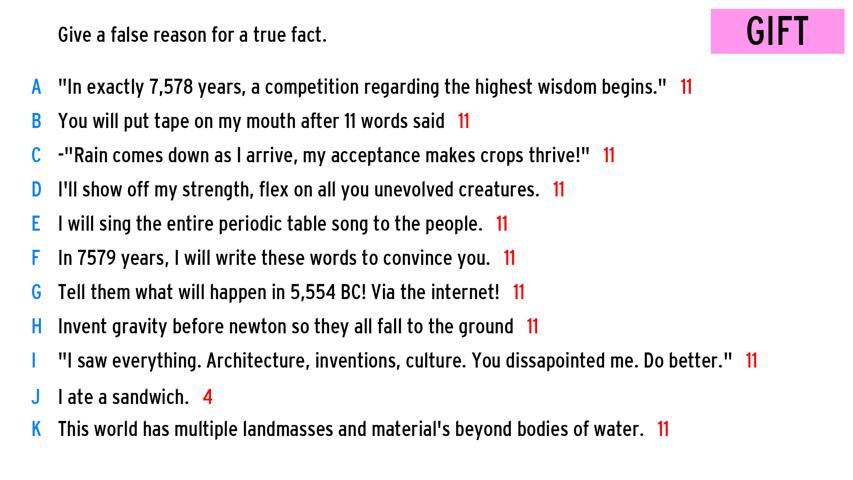 Give a false reason for a true fact.
GIFT
A "In exactly 7,578 years, a competition regarding the highest wisdom begins." 11
B You will put tape on my mouth after 11 words said 11
C -"Rain comes down as I arrive, my acceptance makes crops thrive!" 11
D I'll show off my strength, flex on all you unevolved creatures. 11
E I will sing the entire periodic table song to the people. 11
F In 7579 years, I will write these words to convince you. 11
G Tell them what will happen in 5,554 BC! Via the internet! 11
H Invent gravity before newton so they all fall to the ground 11
I "I saw everything. Architecture, inventions, culture. You dissapointed me. Do better." 11
J I ate a sandwich. 4
K This world has multiple landmasses and material's beyond bodies of water. 11